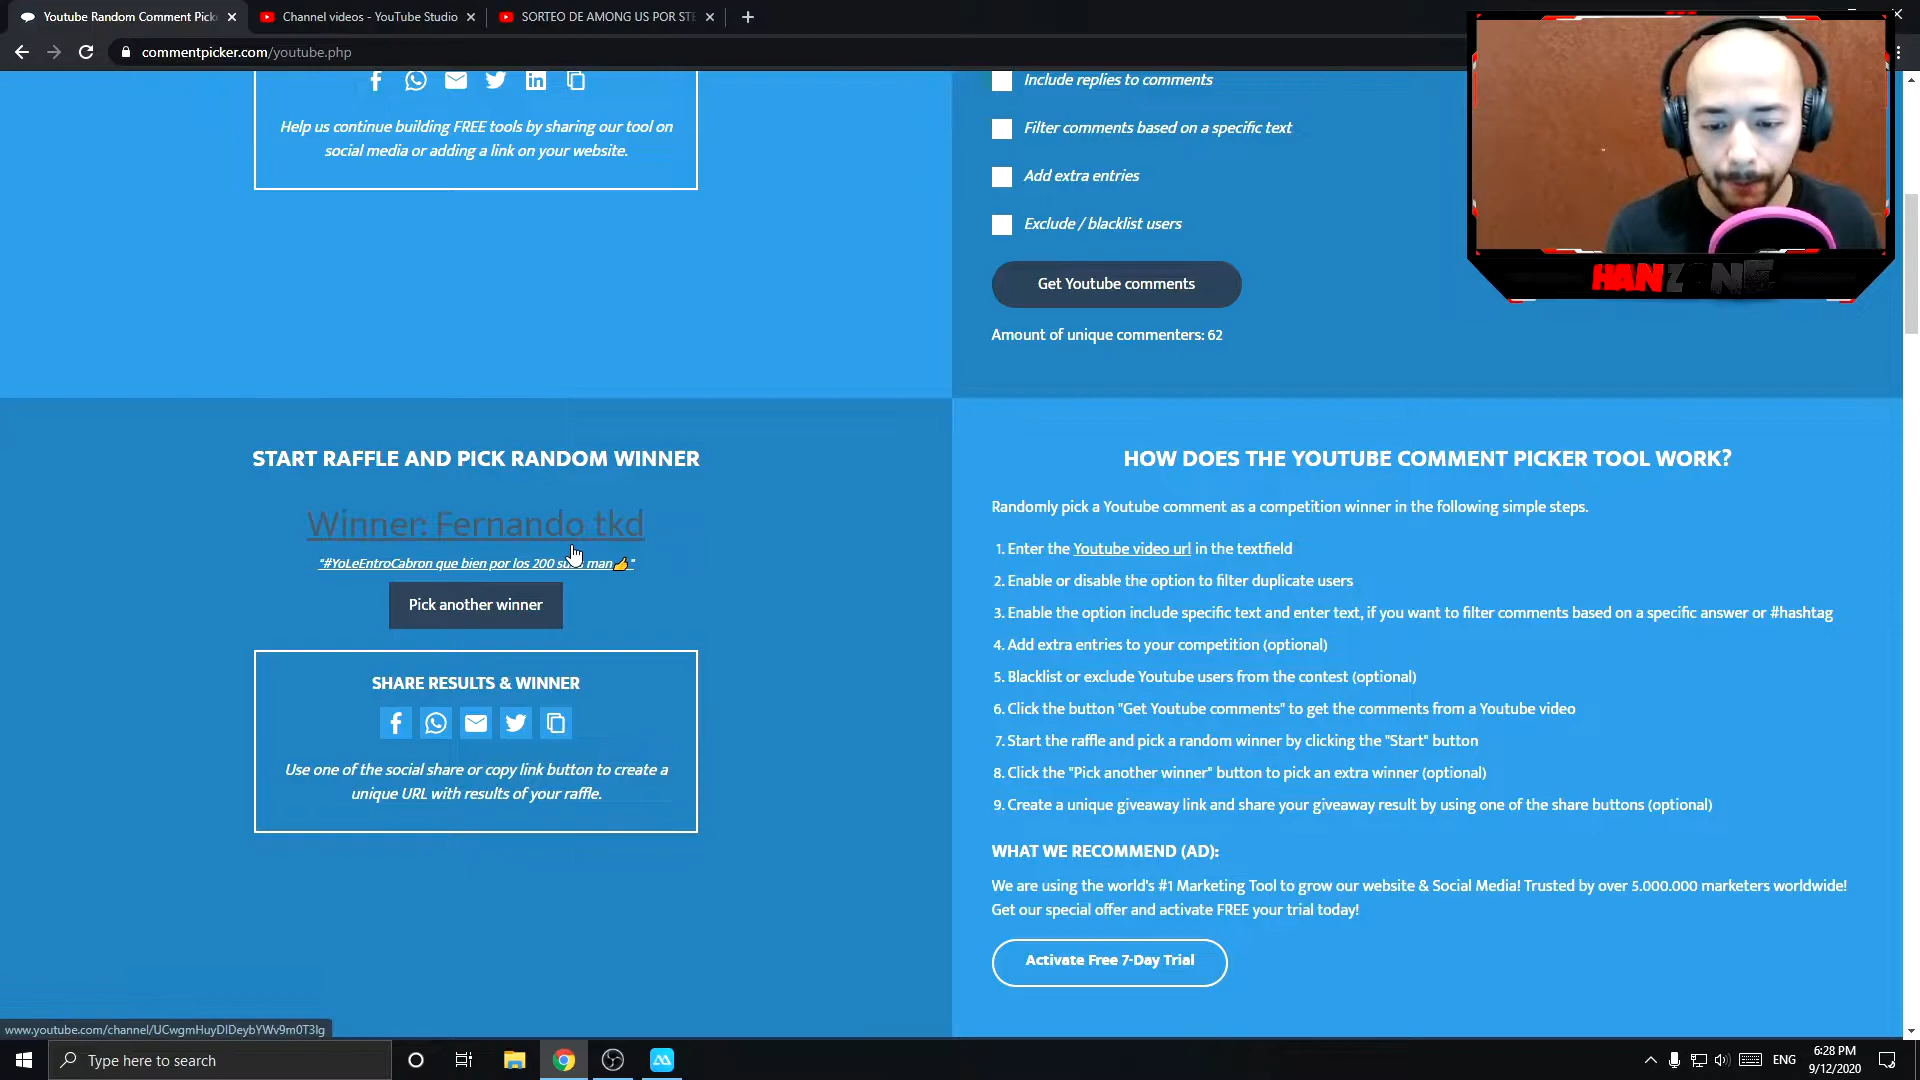 Youtube Random Comment Pick
Channel videos - YouTube Studio
SORTEO DE AMONG US POR STE
commentpicker.com/youtube.php
Help us continue building FREE tools by sharing our tool on
social media or adding a link on your website.
Include replies to comments
Filter comments based on a specific text
Add extra entries
Exclude / blacklist users
Get Youtube comments
Amount of unique commenters: 62
HANZONE
START RAFFLE AND PICK RANDOM WINNER
Winner: Fernando tkd
"#YoLeEntroCabron que bien por los 200 man👍"
Pick another winner
SHARE RESULTS & WINNER
Use one of the social share or copy link button to create a
unique URL with results of your raffle.
HOW DOES THE YOUTUBE COMMENT PICKER TOOL WORK?
Randomly pick a Youtube comment as a competition winner in the following simple steps.
1. Enter the Youtube video url in the textfield
2. Enable or disable the option to filter duplicate users
3. Enable the option include specific text and enter text, if you want to filter comments based on a specific answer or #hashtag
4. Add extra entries to your competition (optional)
5. Blacklist or exclude Youtube users from the contest (optional)
6. Click the button "Get Youtube comments" to get the comments from a Youtube video
7. Start the raffle and pick a random winner by clicking the "Start" button
8. Click the "Pick another winner" button to pick an extra winner (optional)
9. Create a unique giveaway link and share your giveaway result by using one of the share buttons (optional)
WHAT WE RECOMMEND (AD):
We are using the world's #1 Marketing Tool to grow our website & Social Media! Trusted by over 5.000.000 marketers worldwide!
Get our special offer and activate FREE your trial today!
Activate Free 7-Day Trial
www.youtube.com/channel/UCwgmHuyDIDeybYWv9m0T3Ig
Type here to search
ENG
6:28 PM
9/12/2020